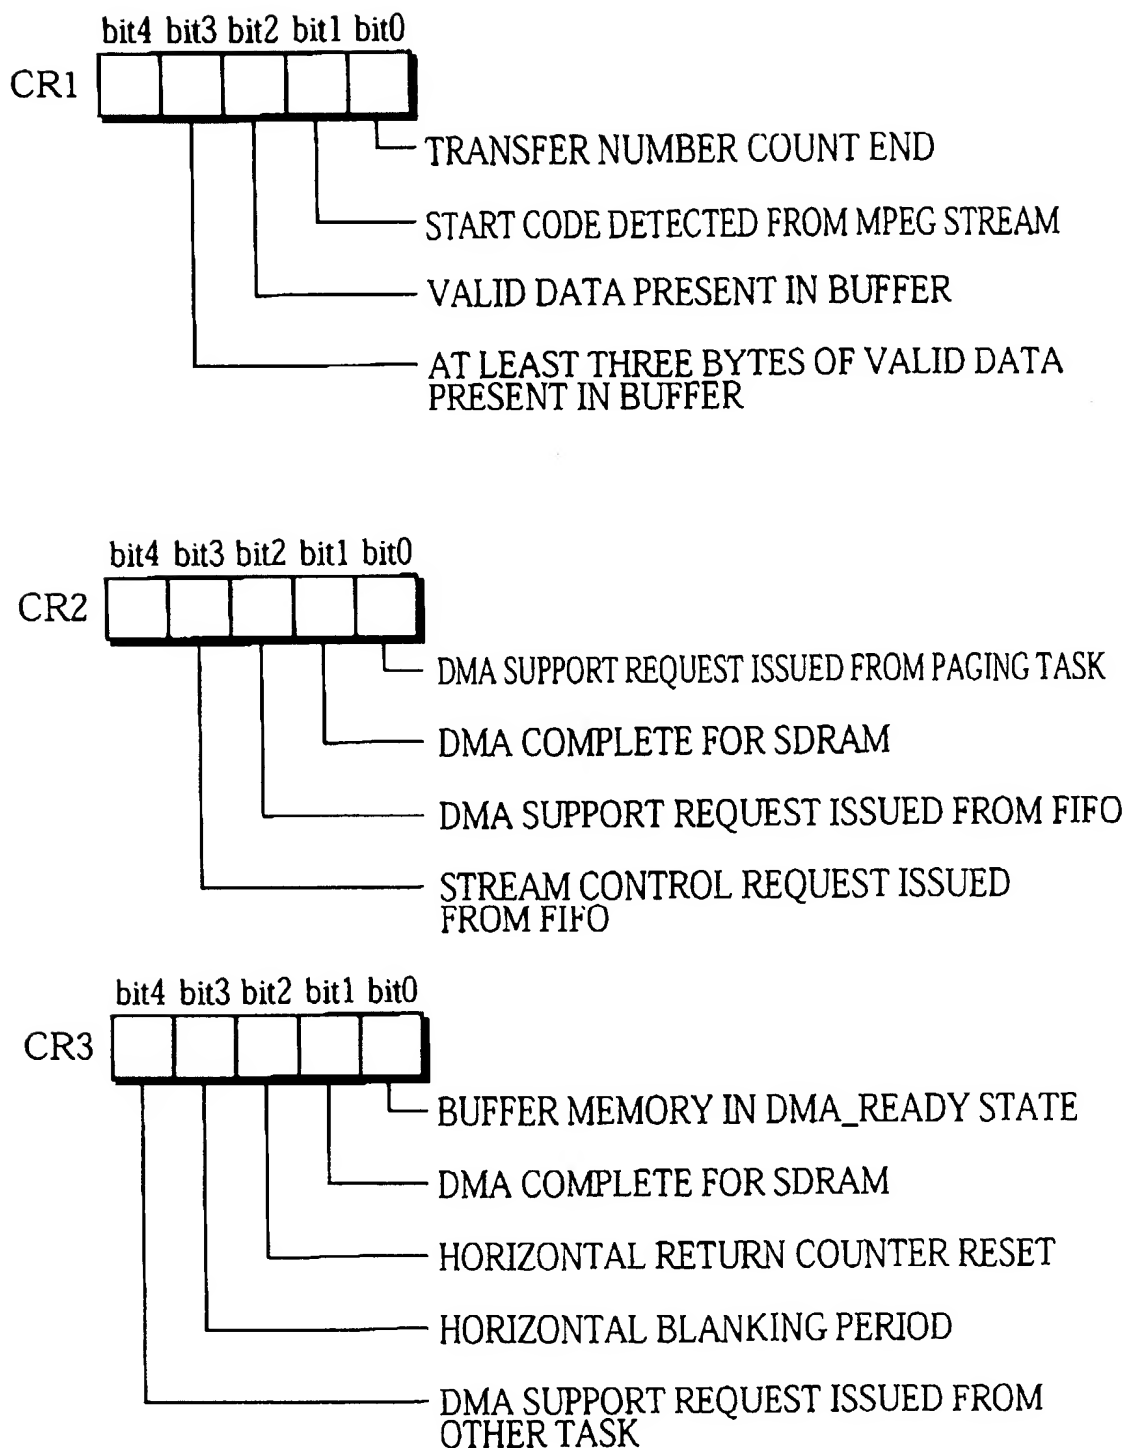 bit4 bit3 bit2 bit1 bit0
CR1
TRANSFER NUMBER COUNT END
START CODE DETECTED FROM MPEG STREAM
VALID DATA PRESENT IN BUFFER
AT LEAST THREE BYTES OF VALID DATA
PRESENT IN BUFFER
bit4 bit3 bit2 bit1 bit0
CR2
DMA SUPPORT REQUEST ISSUED FROM PAGING TASK
DMA COMPLETE FOR SDRAM
DMA SUPPORT REQUEST ISSUED FROM FIFO
STREAM CONTROL REQUEST ISSUED
FROM FIFO
bit4 bit3 bit2 bit1 bit0
CR3
BUFFER MEMORY IN DMA_READY STATE
DMA COMPLETE FOR SDRAM
HORIZONTAL RETURN COUNTER RESET
HORIZONTAL BLANKING PERIOD
DMA SUPPORT REQUEST ISSUED FROM
OTHER TASK